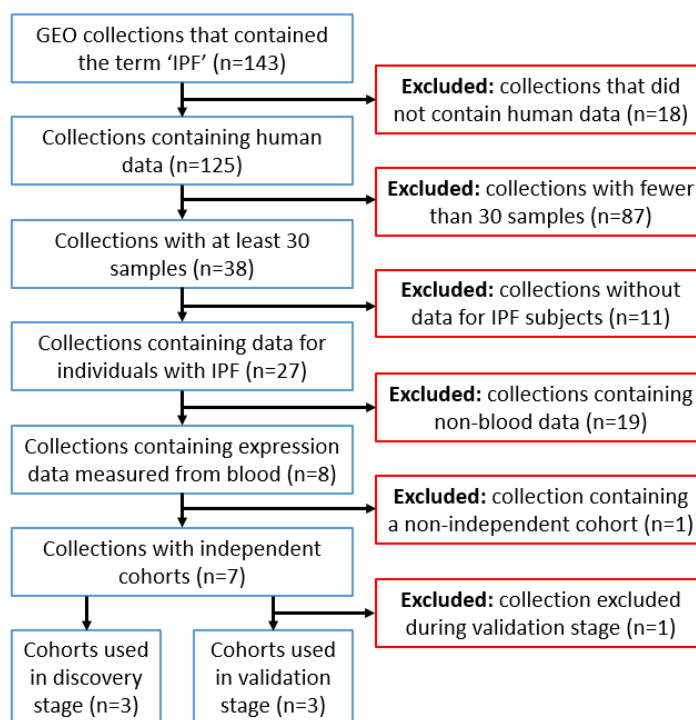 GEO collections that contained
the term ‘IPF’ (n=143)
Excluded: collections that did
not contain human data (n=18)
Collections containing human
data (n=125)
Excluded: collections with fewer
than 30 samples (n=87)
Collections with at least 30
samples (n=38)
Excluded: collections without
data for IPF subjects (n=11)
Collections containing data for
individuals with IPF (n=27)
Excluded: collections containing
non-blood data (n=19)
Collections containing expression
data measured from blood (n=8)
Excluded: collection containing
a non-independent cohort (n=1)
Collections with independent
cohorts (n=7)
Excluded: collection excluded
during validation stage (n=1)
Cohorts used
in discovery
stage (n=3)
Cohorts used
in validation
stage (n=3)